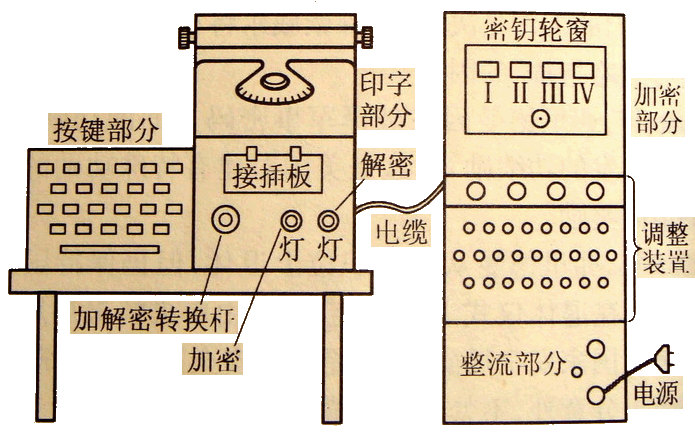 密钥轮窗
I II III IV
印字
部分
加密
部分
按键部分
解密
接插板
调整
装置
电缆
灯 灯
加解密转换杆
加密
整流部分
电源